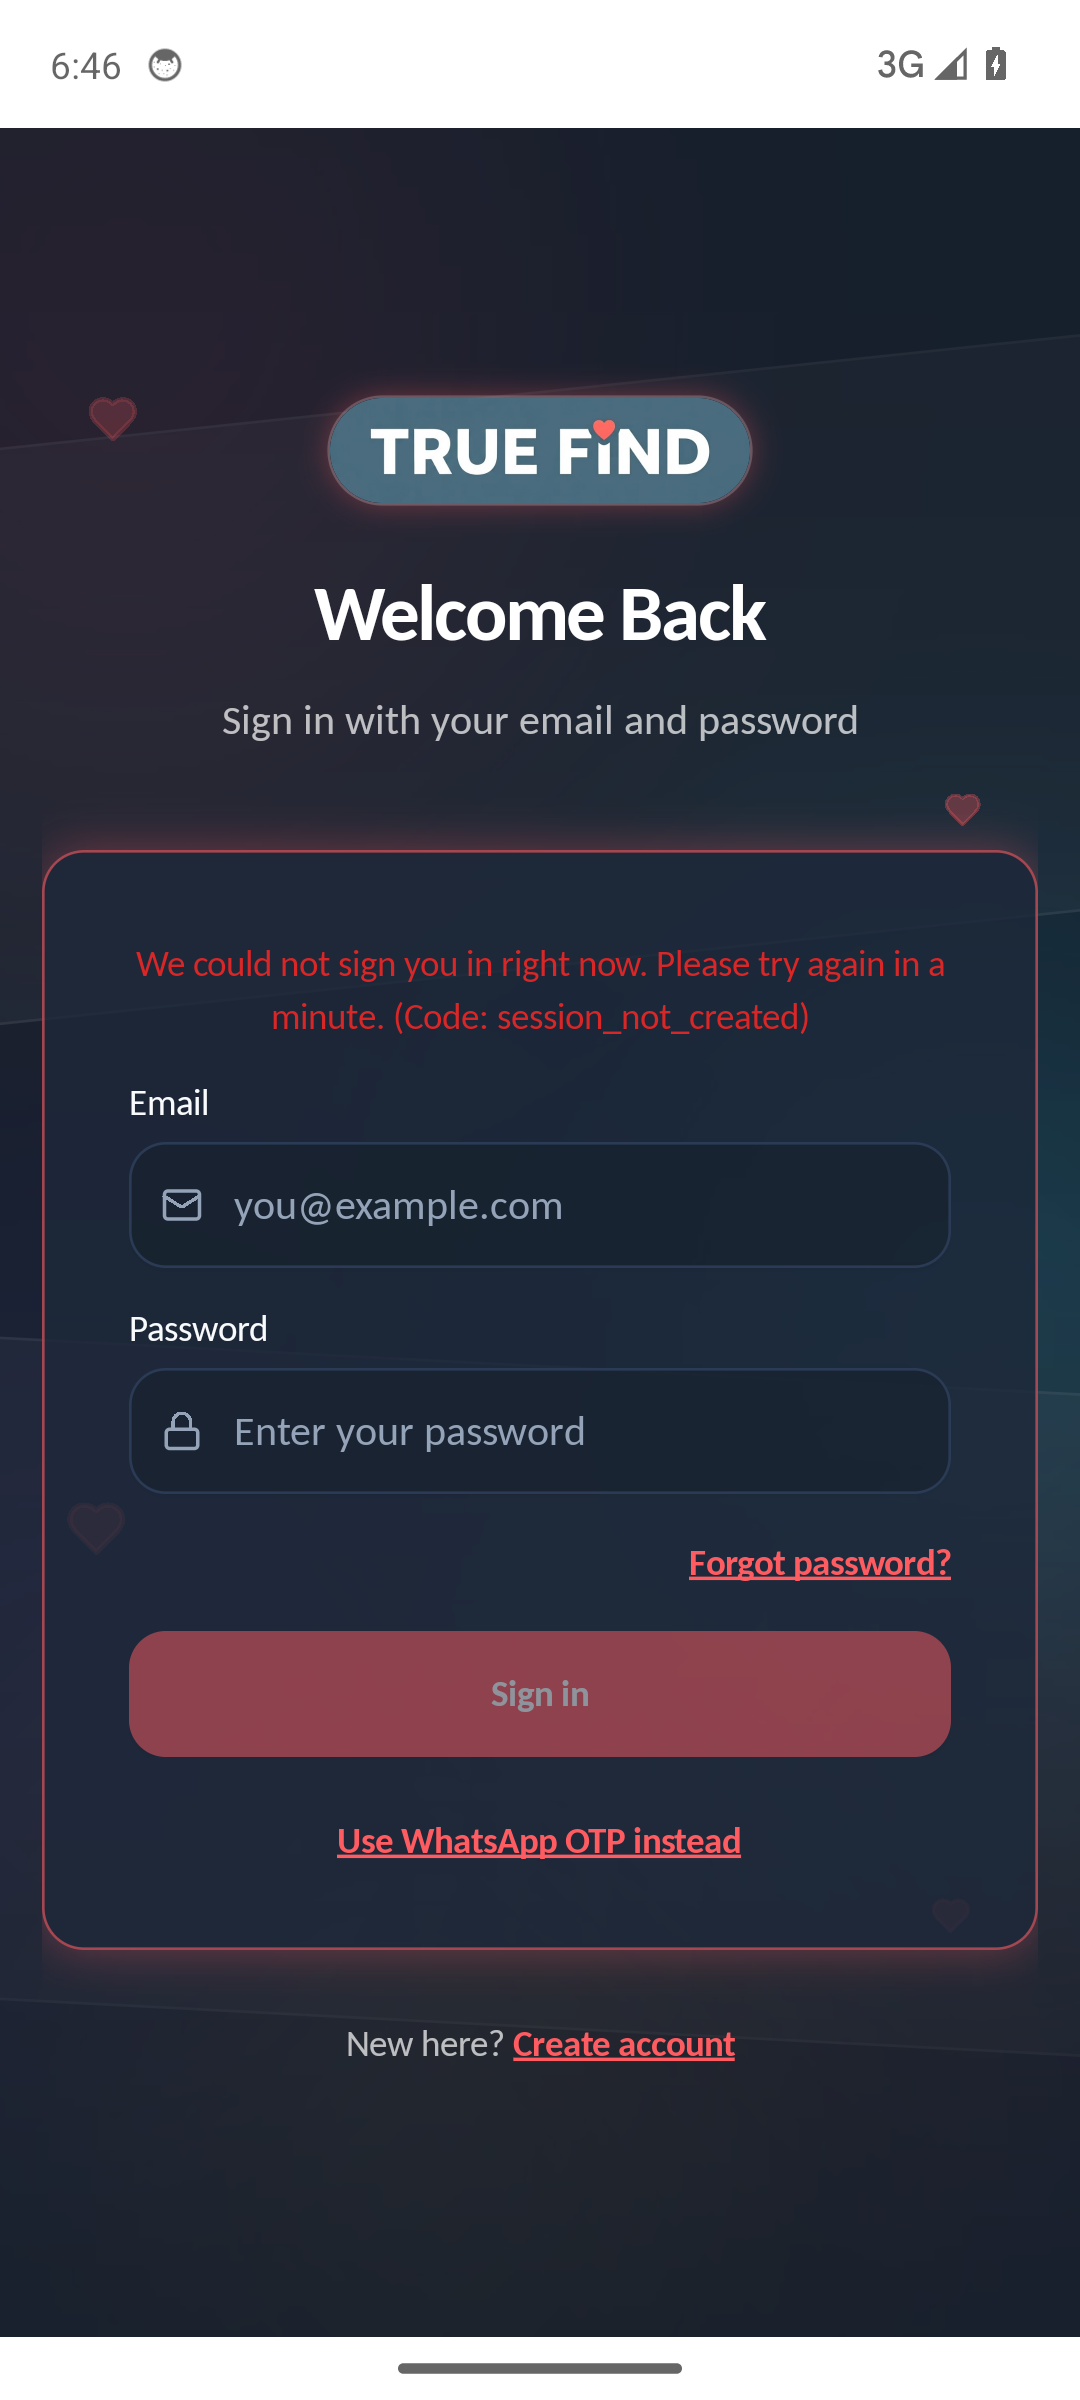 6:46
3G
TRUE FiND
Welcome Back
Sign in with your email and password
We could not sign you in right now. Please try again in a
minute. (Code: session_not_created)
Email
you@example.com
Password
Enter your password
Forgot password?
Sign in
Use WhatsApp OTP instead
New here? Create account